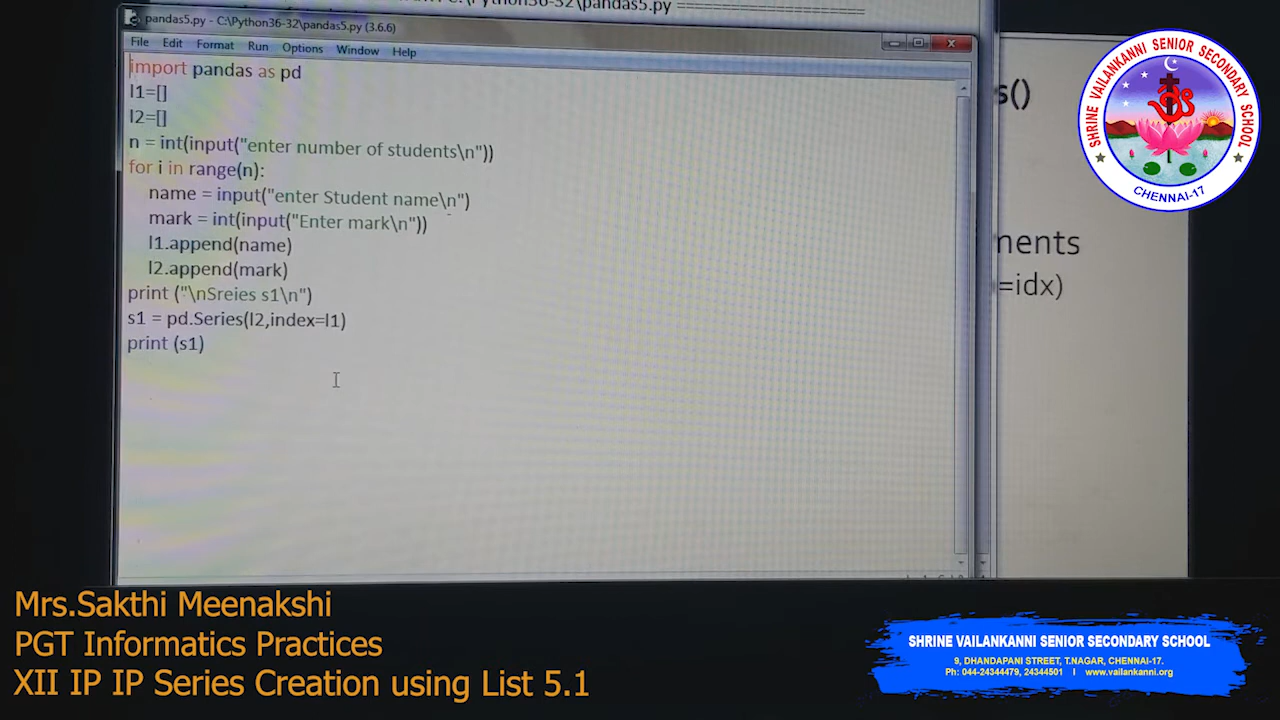 \pandas5.py ====================
pandas5.py - C:\Python36-32\pandas5.py (3.6.6)
File Edit Format Run Options Window Help
import pandas as pd
l1=[]
l2=[]
n = int(input("enter number of students\n"))
for i in range(n):
    name = input("enter Student name\n")
    mark = int(input("Enter mark\n"))
    l1.append(name)
    l2.append(mark)
print ("\nSreies s1\n")
s1 = pd.Series(l2,index=l1)
print (s1)
s()
ments
=idx)
SHRINE VAILANKANNI SENIOR SECONDARY SCHOOL
CHENNAI-17
Mrs.Sakthi Meenakshi
PGT Informatics Practices
XII IP IP Series Creation using List 5.1
SHRINE VAILANKANNI SENIOR SECONDARY SCHOOL
9, DHANDAPANI STREET, T.NAGAR, CHENNAI-17.
Ph: 044-24344479, 24344501 I www.vailankanni.org